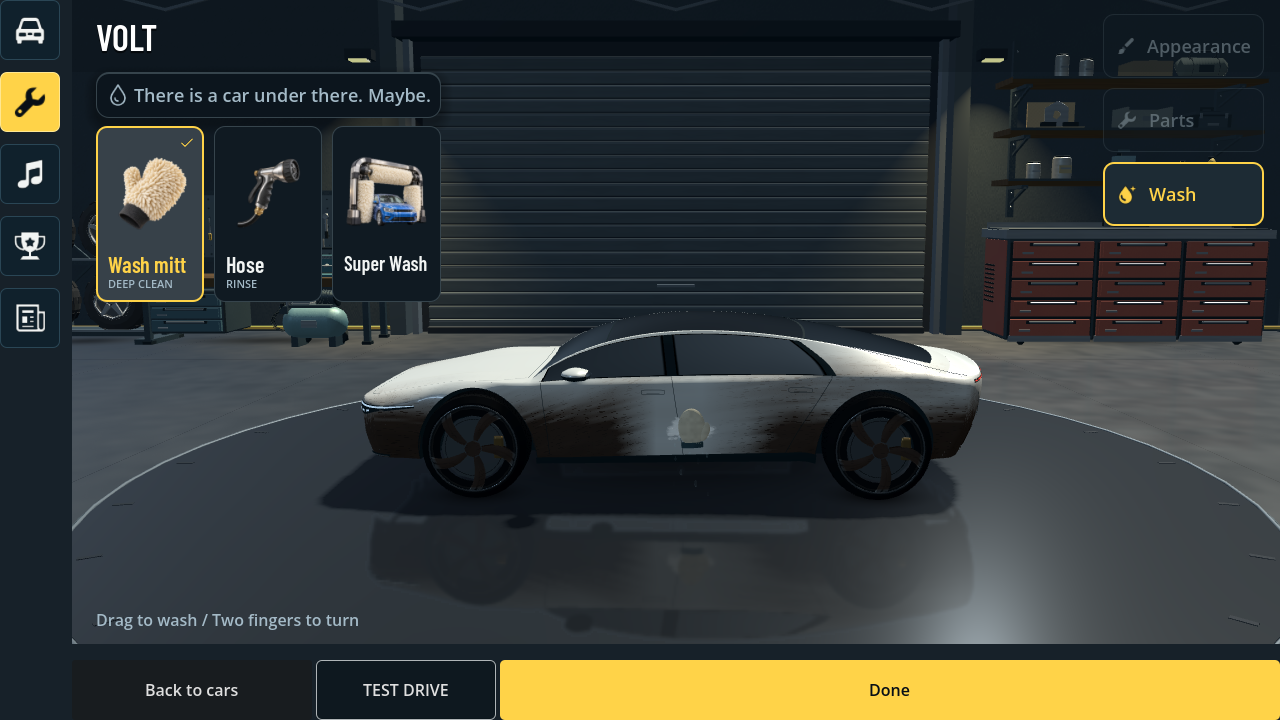 VOLT
There is a car under there. Maybe.
Wash mitt
DEEP CLEAN
Hose
RINSE
Super Wash
Appearance
Parts
Wash
Drag to wash / Two fingers to turn
Back to cars
TEST DRIVE
Done